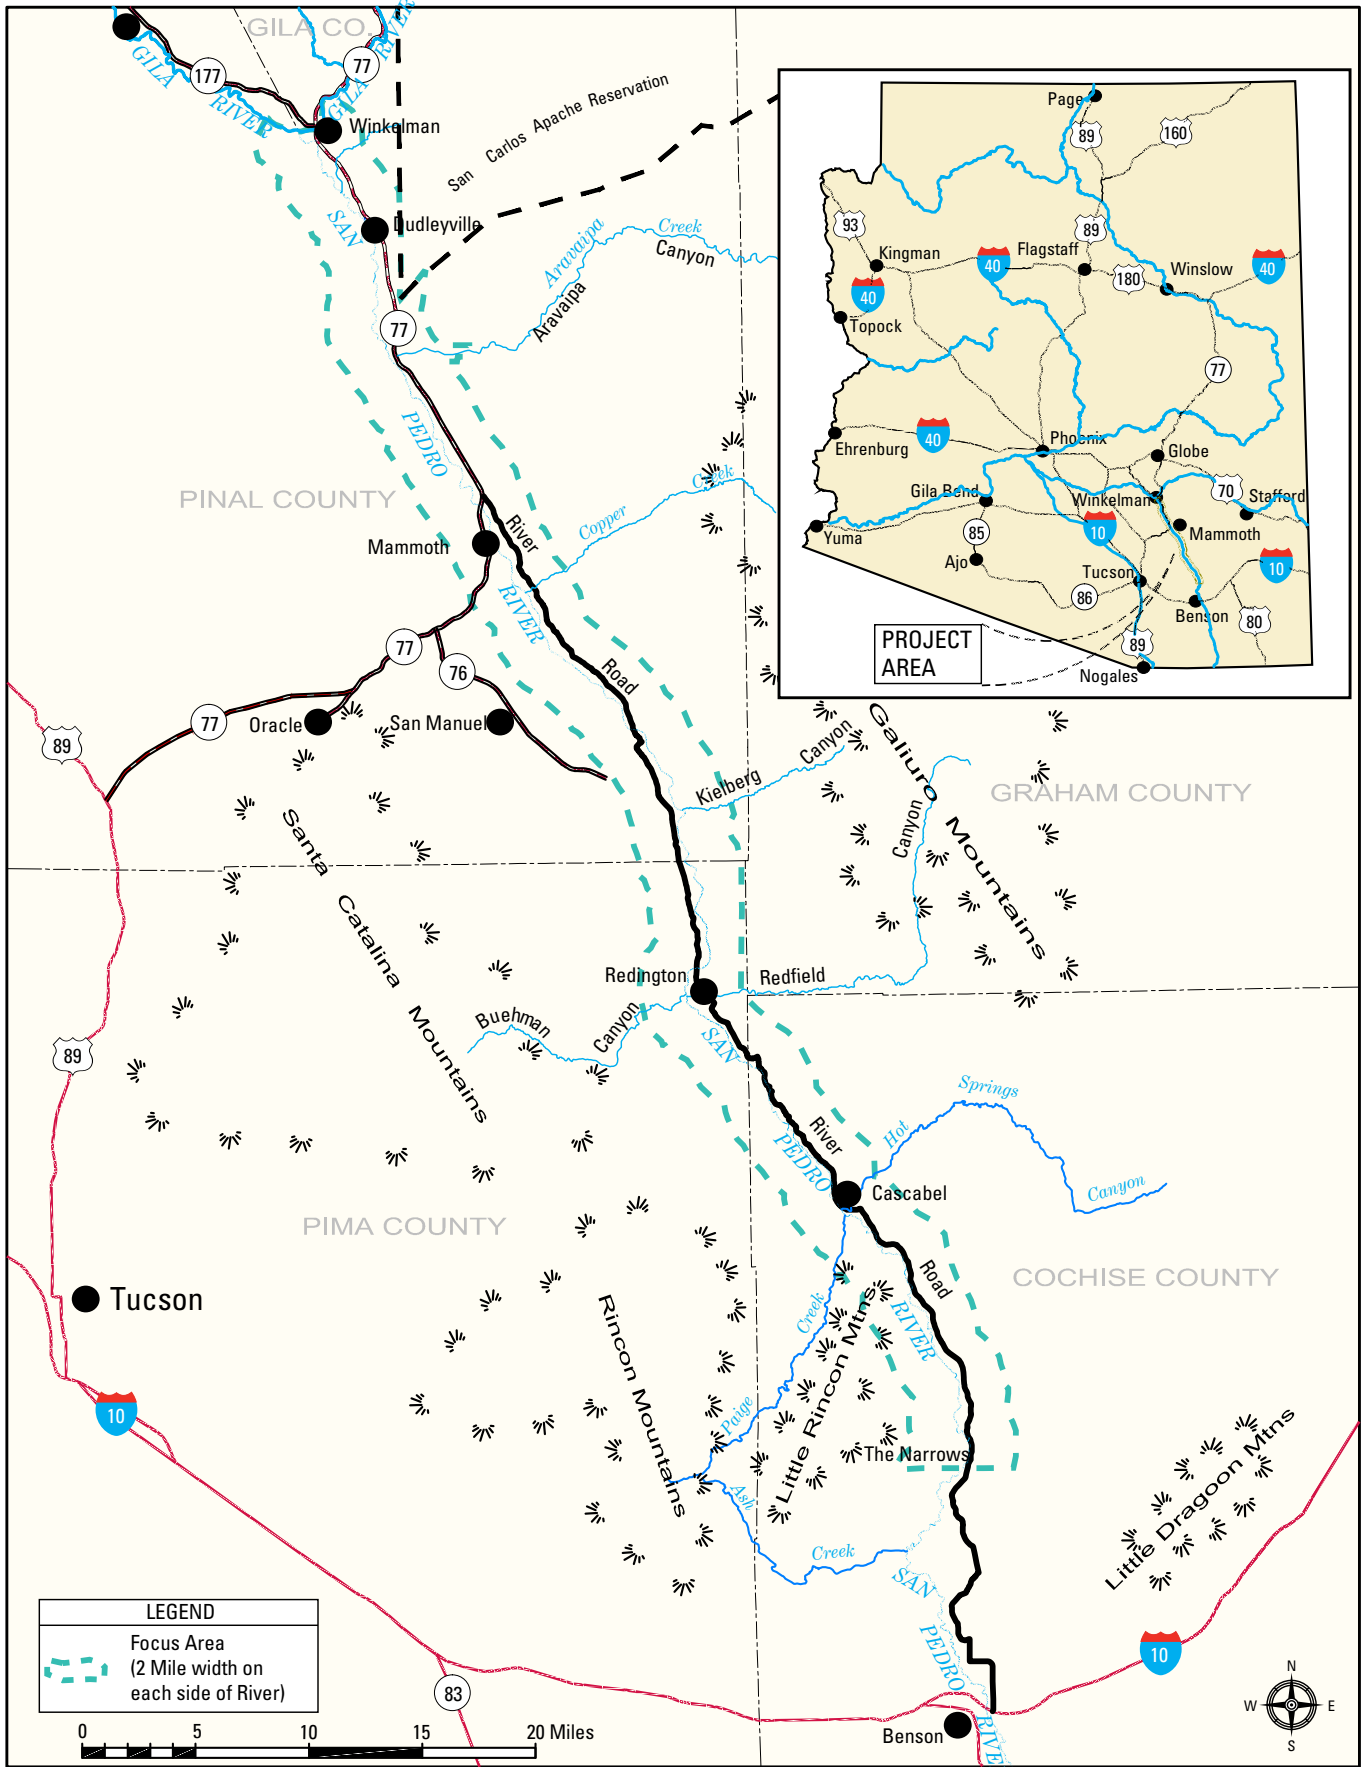 GILA CO.
GILA
RIVER
GILA
RIVER
177
77
Winkelman
San Carlos Apache Reservation
SAN
Dudleyville
Aravaipa
Creek
Aravaipa
Canyon
77
PEDRO
PINAL COUNTY
River
Copper
Creek
Mammoth
RIVER
77
76
Road
77
Oracle
San Manuel
89
Kielberg
Canyon
Galiuro
Mountains
GRAHAM COUNTY
Canyon
Santa
Catalina
Mountains
Redington
Redfield
Buehman
Canyon
89
SAN
Springs
Hot
River
PEDRO
Canyon
Cascabel
PIMA COUNTY
COCHISE COUNTY
Road
RIVER
Tucson
Rincon Mountains
Creek
Paige
Little Rincon Mtns
The Narrows
10
Little Dragoon Mtns
Ash
Creek
SAN
PEDRO
RIVE
10
83
Benson
Page
89
160
93
89
Kingman
40
Flagstaff
180
Winslow
40
40
Topock
77
Ehrenburg
40
Phoenix
Globe
Gila Bend
Winkelman
70
Stafford
Yuma
85
10
Mammoth
Ajo
Tucson
10
86
Benson
80
PROJECT
AREA
89
Nogales
LEGEND
Focus Area
(2 Mile width on
each side of River)
0 5 10 15 20 Miles
N
W E
S